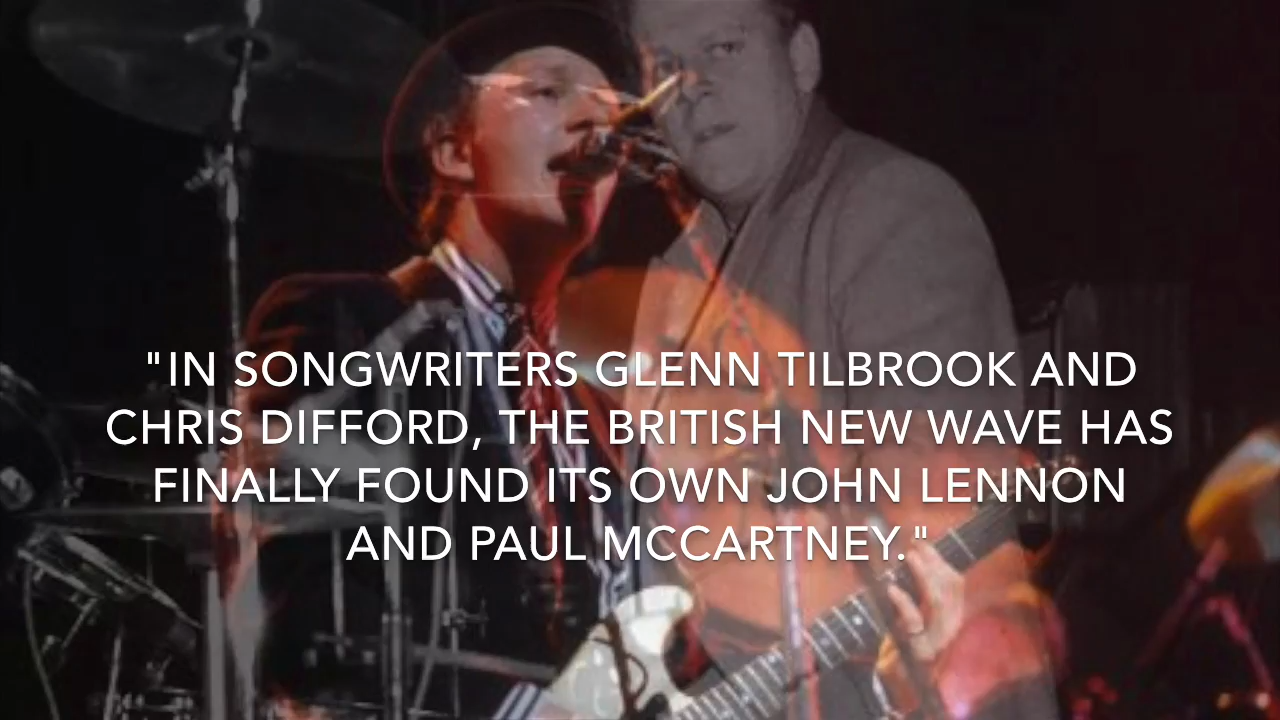 "IN SONGWRITERS GLENN TILBROOK AND
CHRIS DIFFORD, THE BRITISH NEW WAVE HAS
FINALLY FOUND ITS OWN JOHN LENNON
AND PAUL MCCARTNEY."